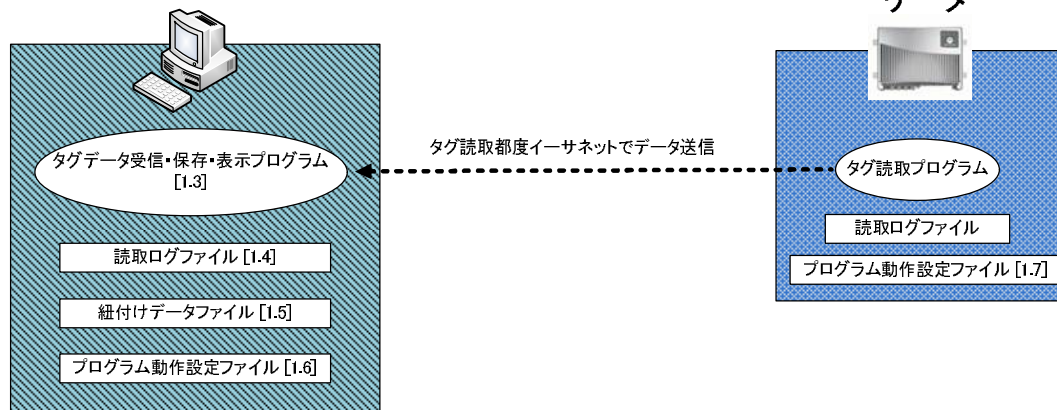 リーダ
タグデータ受信・保存・表示プログラム
[1.3]
タグ読取都度イーサネットでデータ送信
タグ読取プログラム
読取ログファイル
プログラム動作設定ファイル [1.7]
読取ログファイル [1.4]
紐付けデータファイル [1.5]
プログラム動作設定ファイル [1.6]